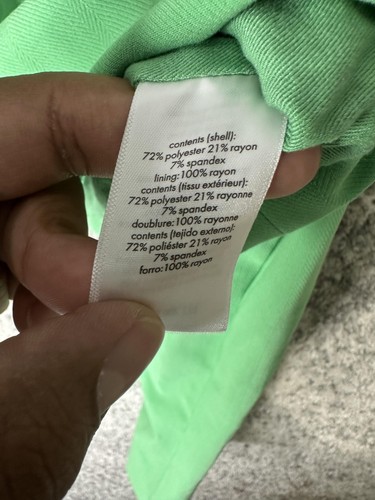 contents (shell):
72% polyester 21% rayon
7% spandex
lining: 100% rayon
contents (tissu extérieur):
72% polyester 21% rayonne
7% spandex
doublure: 100% rayonne
contents (tejido externo):
72% poliéster 21% rayon
7% spandex
forro: 100% rayon